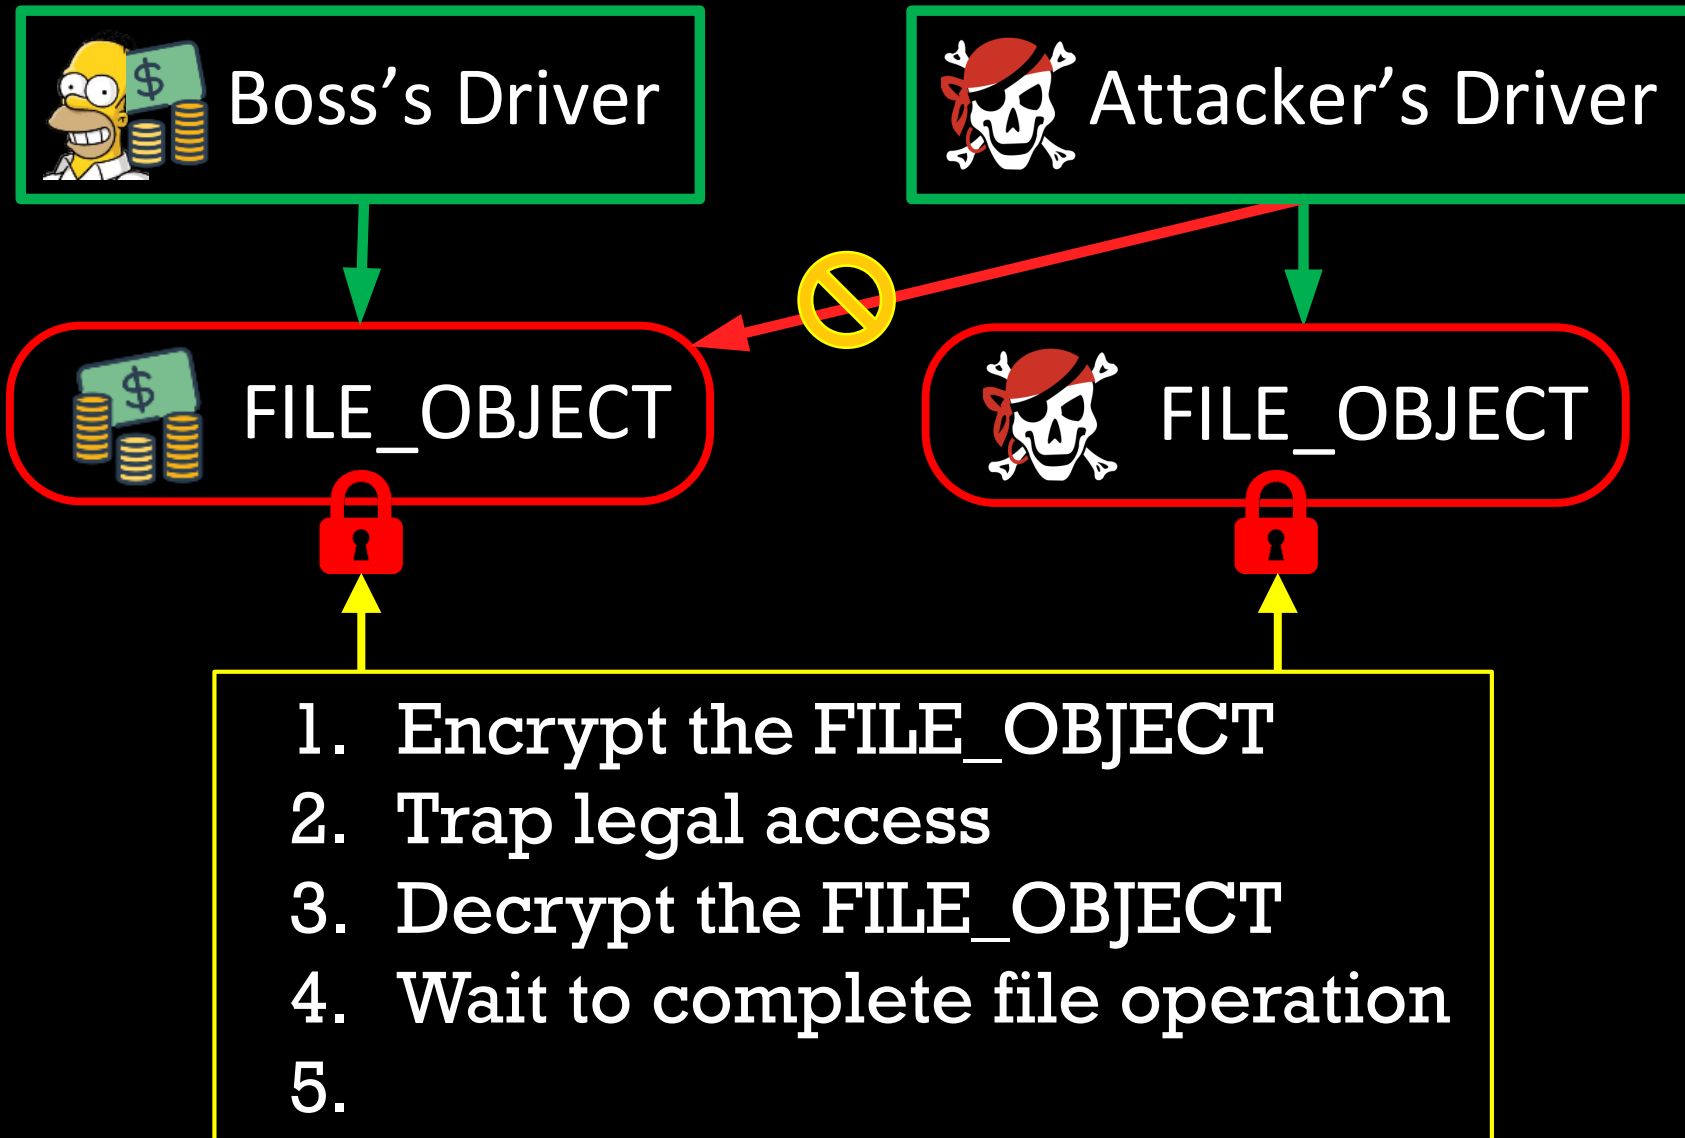 Boss’s Driver
Attacker’s Driver
FILE_OBJECT
FILE_OBJECT
1. Encrypt the FILE_OBJECT
2. Trap legal access
3. Decrypt the FILE_OBJECT
4. Wait to complete file operation
5.